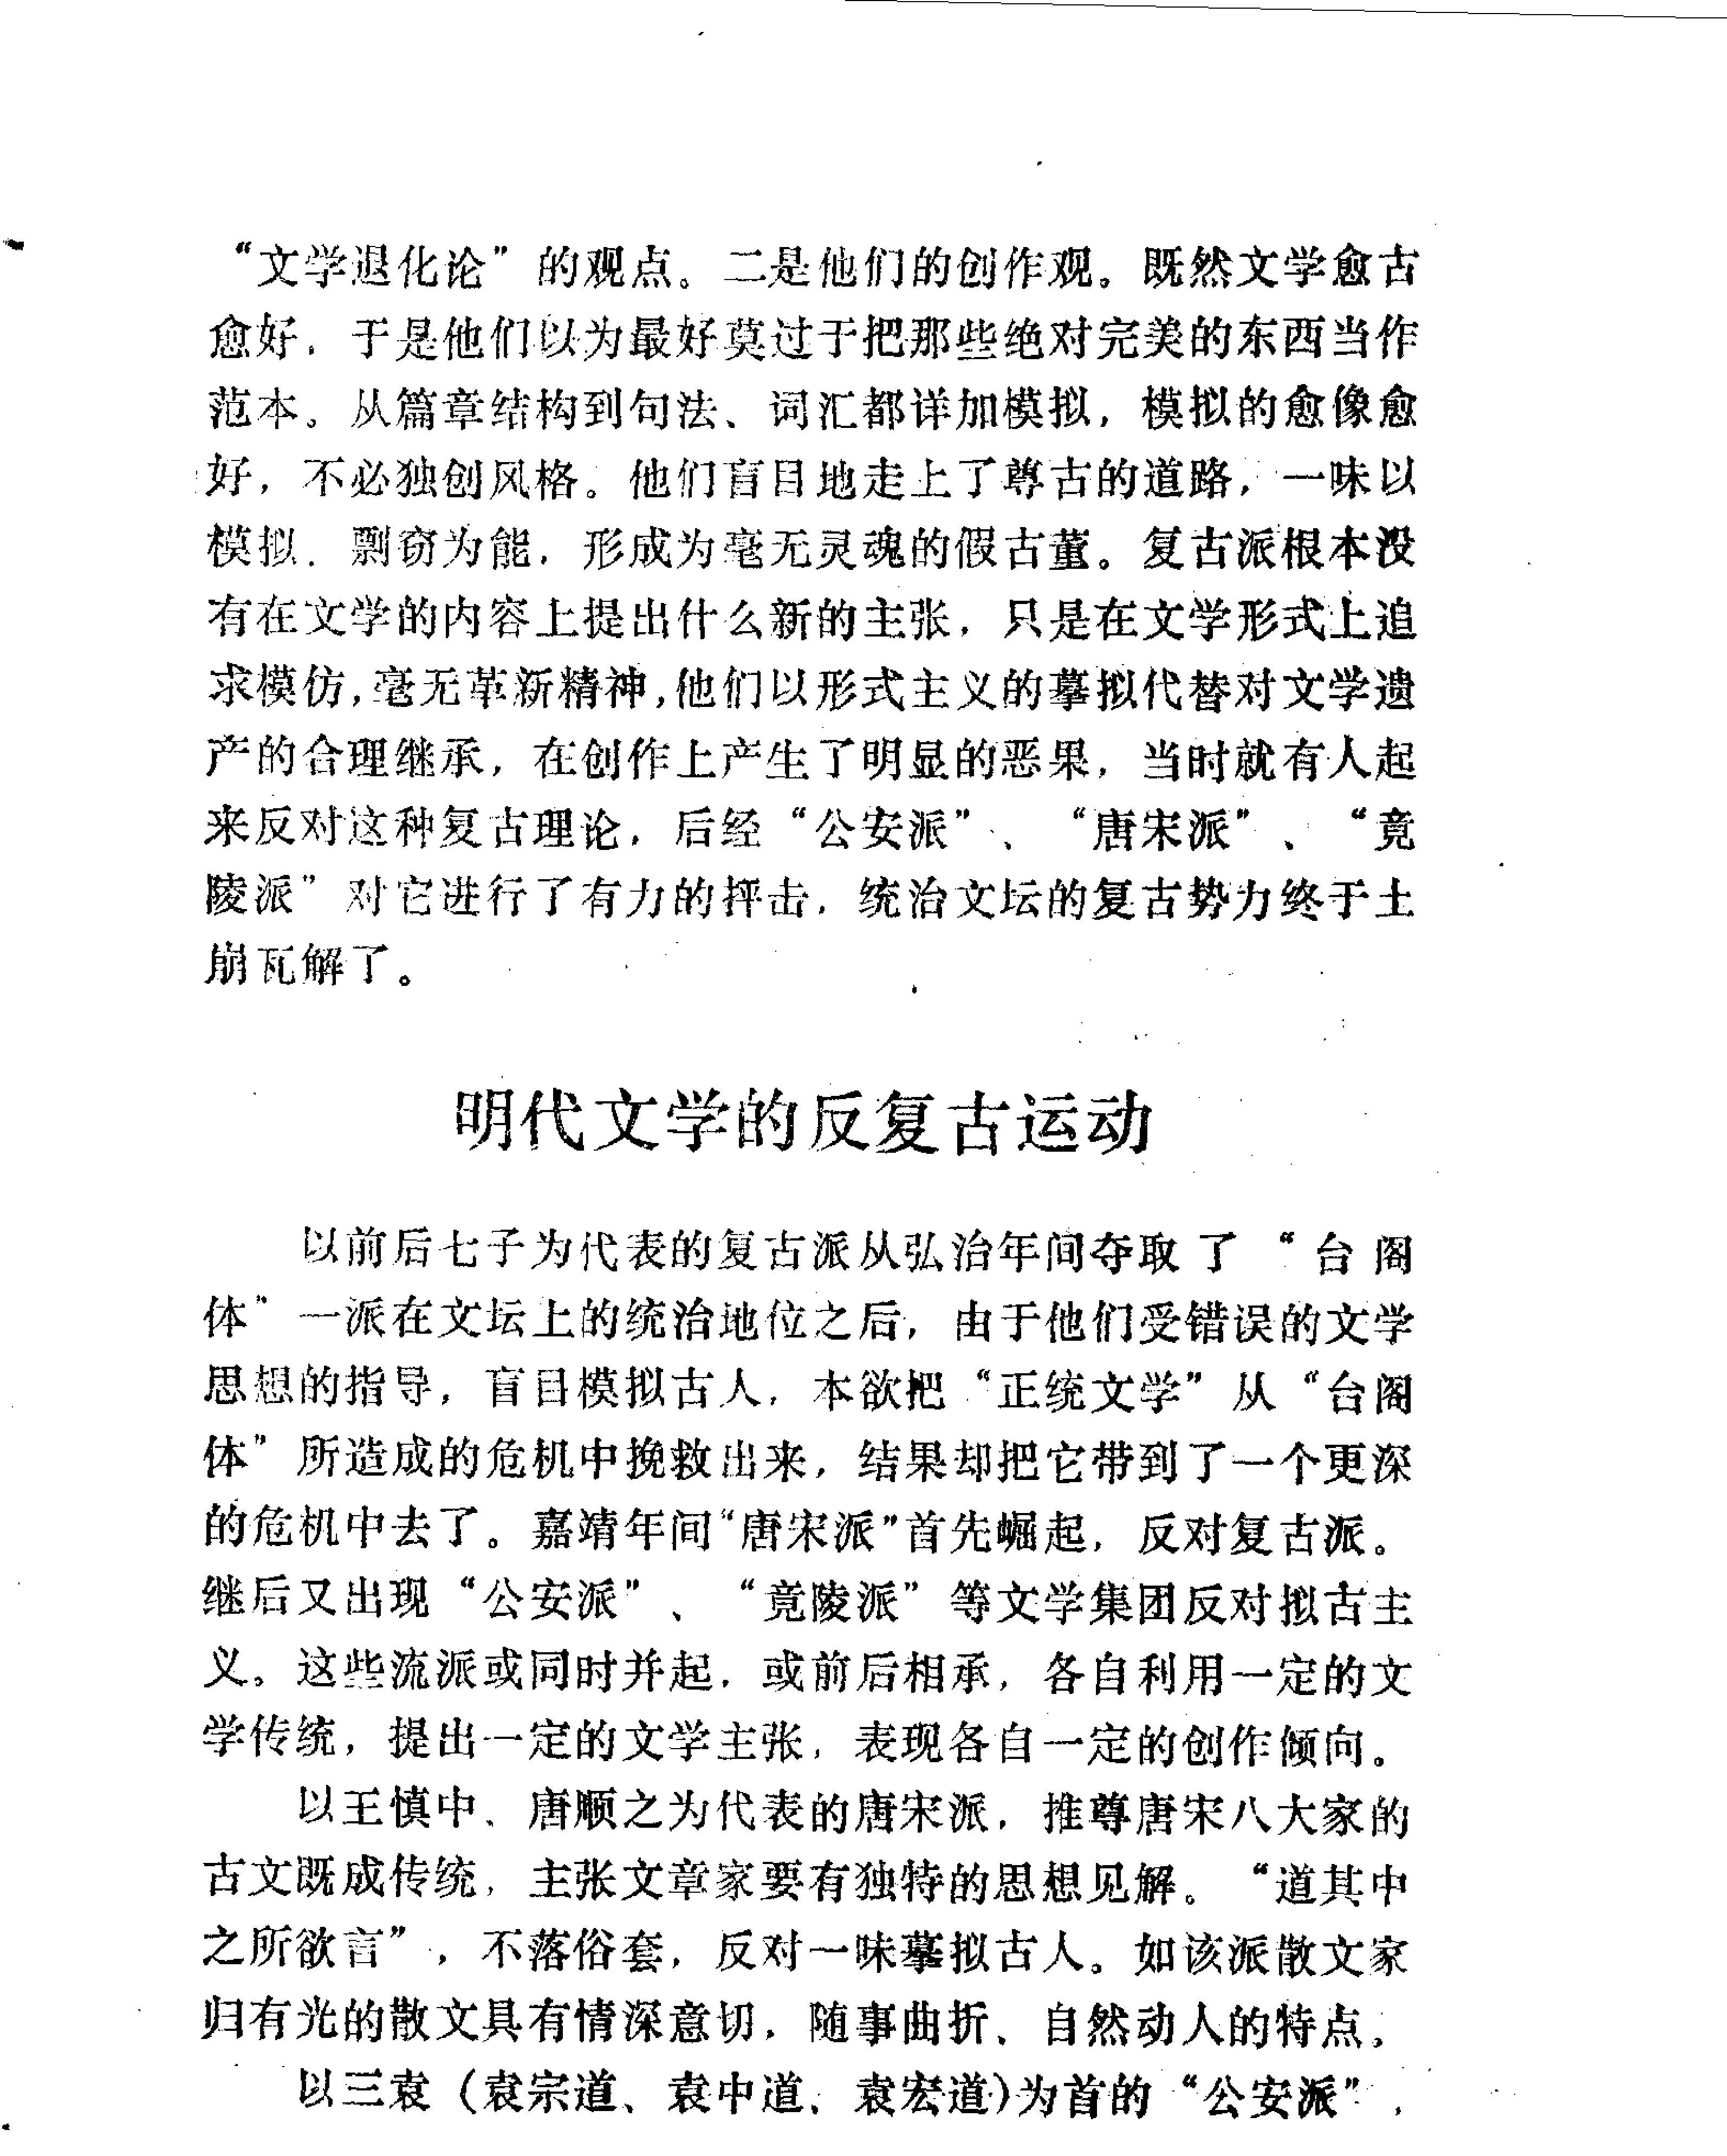 “文学退化论”的观点。二是他们的创作观。既然文学愈古
愈好，于是他们以为最好莫过于把那些绝对完美的东西当作
范本。从篇章结构到句法、词汇都详加模拟，模拟的愈像愈
好，不必独创风格。他们盲目地走上了尊古的道路，一味以
模拟、剽窃为能，形成为毫无灵魂的假古董。复古派根本没
有在文学的内容上提出什么新的主张，只是在文学形式上追
求模仿，毫无革新精神，他们以形式主义的摹拟代替对文学遗
产的合理继承，在创作上产生了明显的恶果，当时就有人起
来反对这种复古理论，后经“公安派”、“唐宋派”、“竟
陵派”对它进行了有力的抨击，统治文坛的复古势力终于土
崩瓦解了。
明代文学的反复古运动
以前后七子为代表的复古派从弘治年间夺取了“台阁
体”一派在文坛上的统治地位之后，由于他们受错误的文学
思想的指导，盲目模拟古人，本欲把“正统文学”从“台阁
体”所造成的危机中挽救出来，结果却把它带到了一个更深
的危机中去了。嘉靖年间“唐宋派”首先崛起，反对复古派。
继后又出现“公安派”、“竟陵派”等文学集团反对拟古主
义。这些流派或同时并起，或前后相承，各自利用一定的文
学传统，提出一定的文学主张，表现各自一定的创作倾向。
以王慎中、唐顺之为代表的唐宋派，推尊唐宋八大家的
古文既成传统，主张文章家要有独特的思想见解。“道其中
之所欲言”，不落俗套，反对一味摹拟古人。如该派散文家
归有光的散文具有情深意切，随事曲折、自然动人的特点。
以三袁（袁宗道、袁中道、袁宏道）为首的“公安派”，